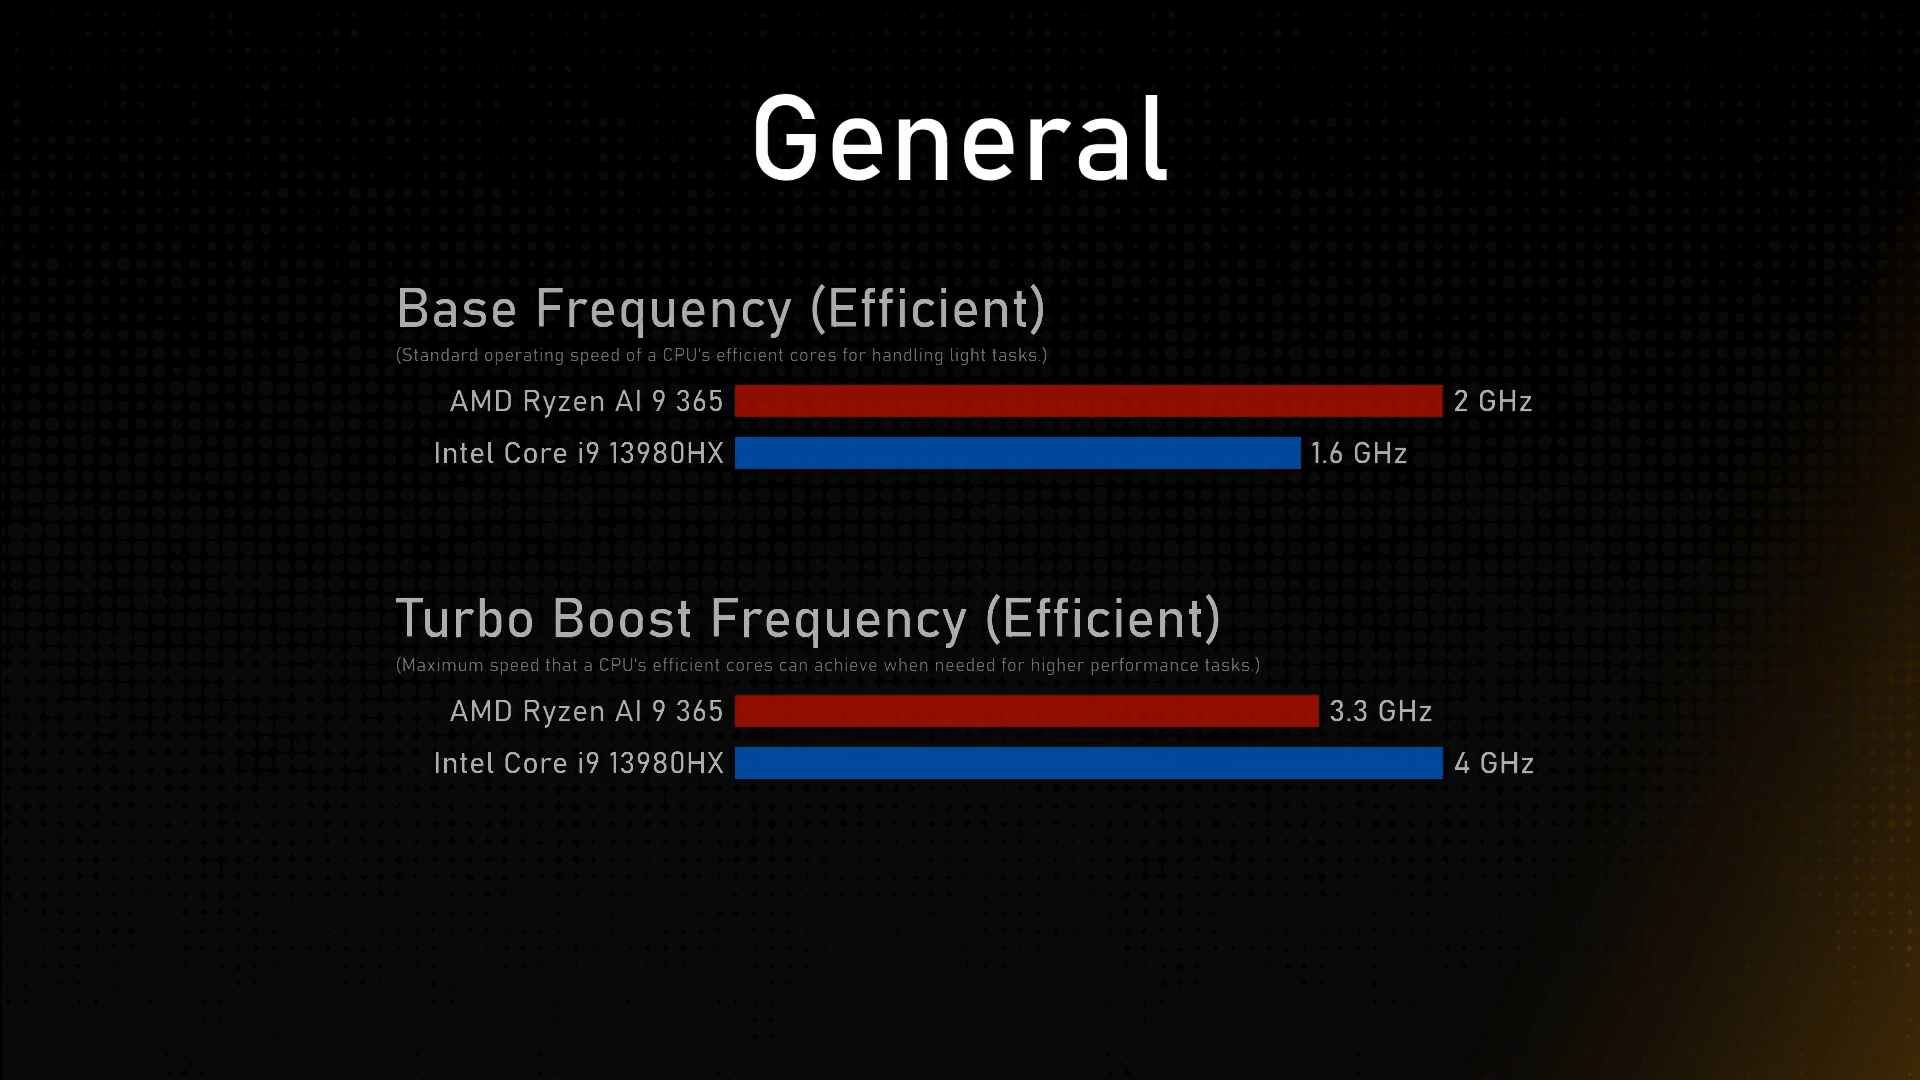 General
Base Frequency (Efficient)
(Standard operating speed of a CPU's efficient cores for handling light tasks.)
AMD Ryzen AI 9 365 2 GHz
Intel Core i9 13980HX 1.6 GHz
Turbo Boost Frequency (Efficient)
(Maximum speed that a CPU's efficient cores can achieve when needed for higher performance tasks.)
AMD Ryzen AI 9 365 3.3 GHz
Intel Core i9 13980HX 4 GHz